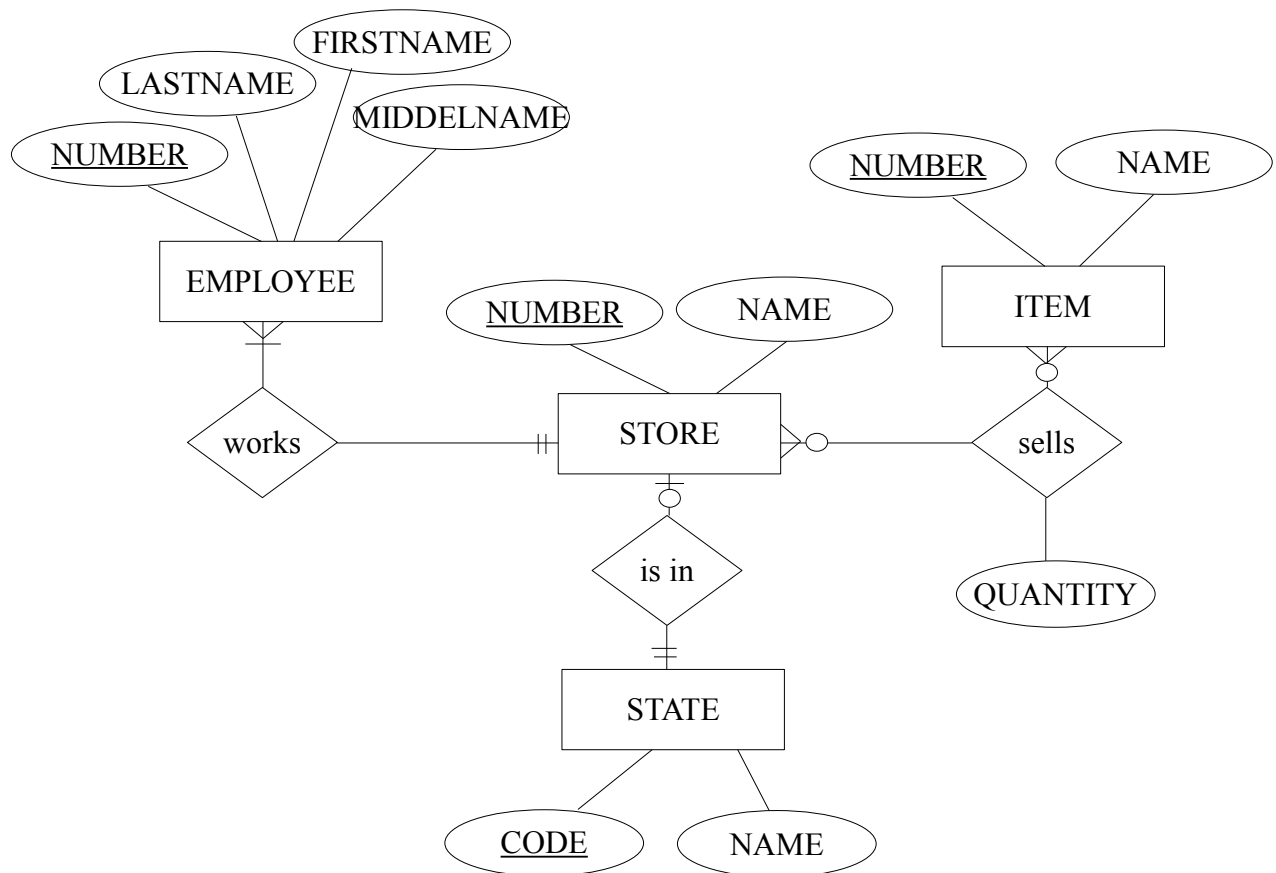 FIRSTNAME
LASTNAME
MIDDELNAME
NUMBER
NUMBER
NAME
EMPLOYEE
NUMBER
NAME
ITEM
works
STORE
sells
is in
QUANTITY
STATE
CODE
NAME